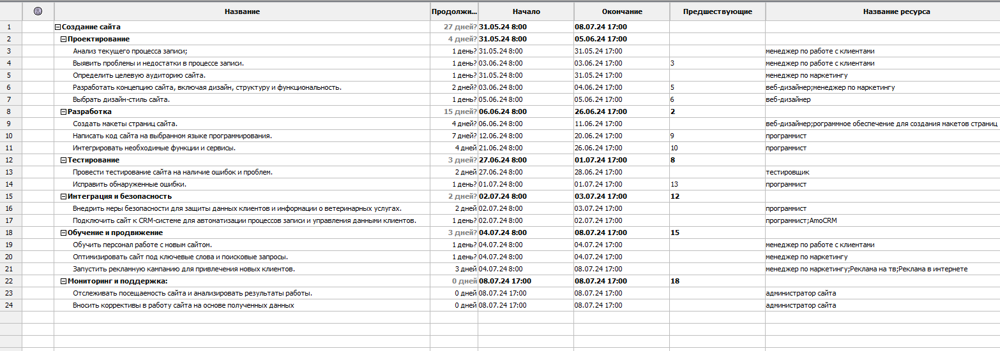 Название Продолжи... Начало Окончание Предшествующие Название ресурса
1 Создание сайта 27 дней? 31.05.24 8:00 08.07.24 17:00
2 Проектирование 4 дней? 31.05.24 8:00 05.06.24 17:00
3 Анализ текущего процесса записи; 1 день? 31.05.24 8:00 31.05.24 17:00 менеджер по работе с клиентами
4 Выявить проблемы и недостатки в процессе записи. 1 день? 03.06.24 8:00 03.06.24 17:00 3 менеджер по работе с клиентами
5 Определить целевую аудиторию сайта. 1 день? 31.05.24 8:00 31.05.24 17:00 менеджер по маркетингу
6 Разработать концепцию сайта, включая дизайн, структуру и функциональность. 2 дней? 03.06.24 8:00 04.06.24 17:00 5 веб-дизайнер;менеджер по маркетингу
7 Выбрать дизайн-стиль сайта. 1 день? 05.06.24 8:00 05.06.24 17:00 6 веб-дизайнер
8 Разработка 15 дней? 06.06.24 8:00 26.06.24 17:00 2
9 Создать макеты страниц сайта. 4 дней? 06.06.24 8:00 11.06.24 17:00 веб-дизайнер;рограммное обеспечение для создания макетов страниц
10 Написать код сайта на выбранном языке программирования. 7 дней? 12.06.24 8:00 20.06.24 17:00 9 программист
11 Интегрировать необходимые функции и сервисы. 4 дней 21.06.24 8:00 26.06.24 17:00 10 программист
12 Тестирование 3 дней? 27.06.24 8:00 01.07.24 17:00 8
13 Провести тестирование сайта на наличие ошибок и проблем. 2 дней 27.06.24 8:00 28.06.24 17:00 тестировщик
14 Исправить обнаруженные ошибки. 1 день? 01.07.24 8:00 01.07.24 17:00 13 программист
15 Интеграция и безопасность 2 дней? 02.07.24 8:00 03.07.24 17:00 12
16 Внедрить меры безопасности для защиты данных клиентов и информации о ветеринарных услугах. 2 дней 02.07.24 8:00 03.07.24 17:00 программист
17 Подключить сайт к CRM-системе для автоматизации процессов записи и управления данными клиентов. 1 день? 02.07.24 8:00 02.07.24 17:00 программист;AmoCRM
18 Обучение и продвижение 3 дней? 04.07.24 8:00 08.07.24 17:00 15
19 Обучить персонал работе с новым сайтом. 1 день? 04.07.24 8:00 04.07.24 17:00 менеджер по работе с клиентами
20 Оптимизировать сайт под ключевые слова и поисковые запросы. 1 день? 04.07.24 8:00 04.07.24 17:00 менеджер по маркетингу
21 Запустить рекламную кампанию для привлечения новых клиентов. 3 дней 04.07.24 8:00 08.07.24 17:00 менеджер по маркетингу;Реклама на тв;Реклама в интернете
22 Мониторинг и поддержка: 0 дней 08.07.24 17:00 08.07.24 17:00 18
23 Отслеживать посещаемость сайта и анализировать результаты работы. 0 дней 08.07.24 17:00 08.07.24 17:00 администратор сайта
24 Вносить коррективы в работу сайта на основе полученных данных 0 дней 08.07.24 17:00 08.07.24 17:00 администратор сайта